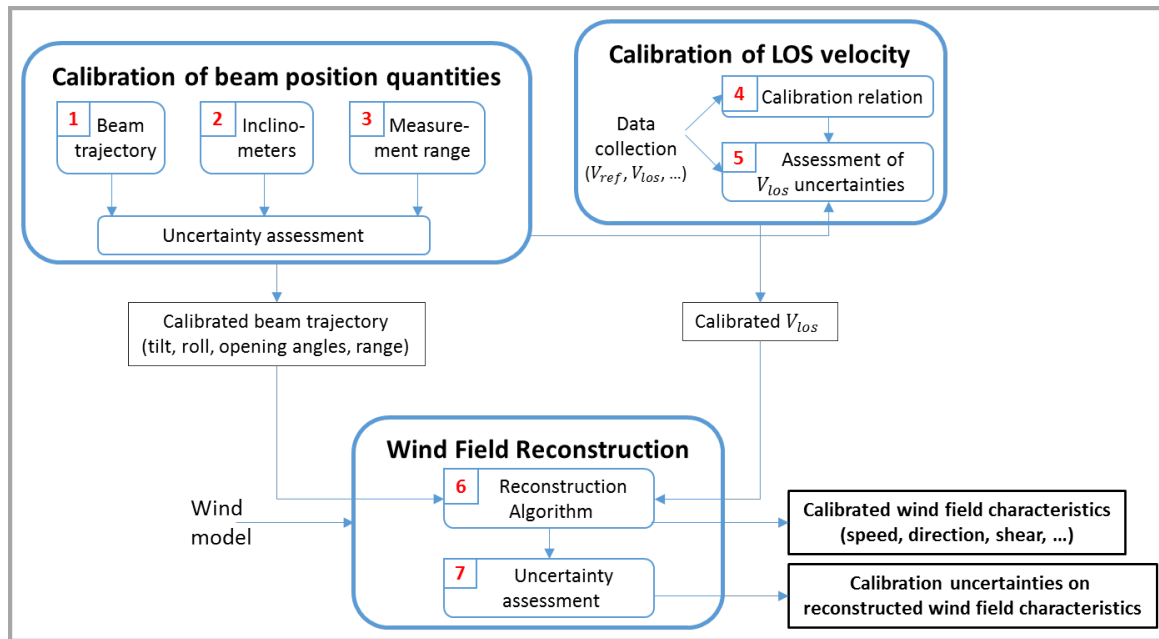 Calibration of beam position quantities
1 Beam
trajectory
2 Inclino-
meters
3 Measure-
ment range
Uncertainty assessment
Calibration of LOS velocity
Data
collection
(V_ref, V_los, ...)
4 Calibration relation
5 Assessment of
V_los uncertainties
Calibrated beam trajectory
(tilt, roll, opening angles, range)
Calibrated V_los
Wind Field Reconstruction
Wind
model
6 Reconstruction
Algorithm
7 Uncertainty
assessment
Calibrated wind field characteristics
(speed, direction, shear, ...)
Calibration uncertainties on
reconstructed wind field characteristics